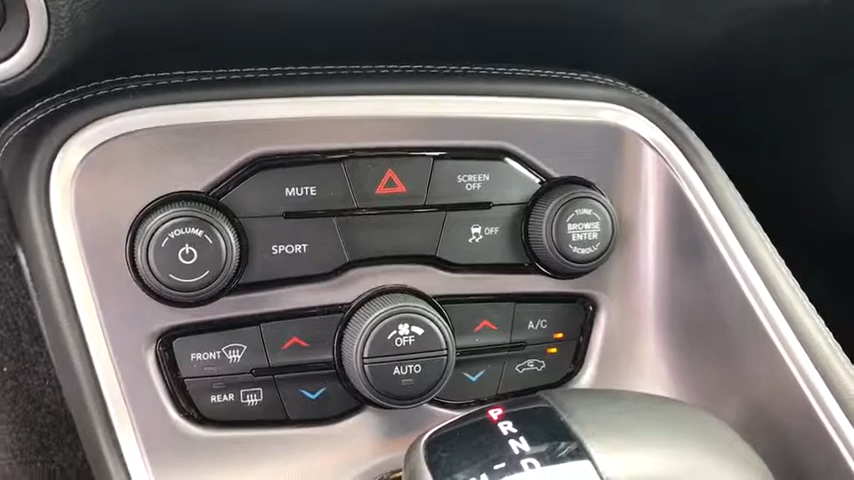 MUTE
SCREEN
OFF
VOLUME
SPORT
OFF
TUNE
BROWSE
ENTER
SCROLL
FRONT
REAR
OFF
AUTO
A/C
P
R
N
D